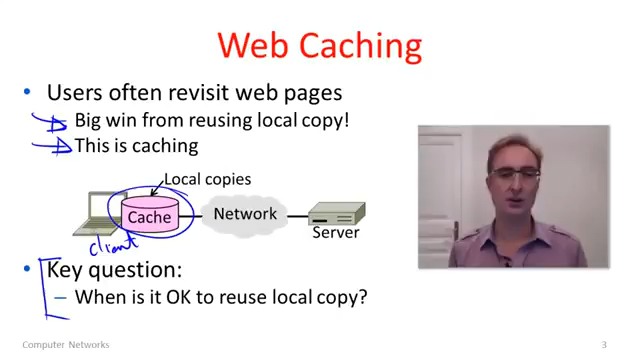 Web Caching
• Users often revisit web pages
Big win from reusing local copy!
This is caching
Local copies
Cache
Network
Server
client
• Key question:
– When is it OK to reuse local copy?
Computer Networks
3